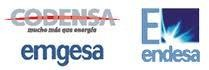 CODENSA
mucho más que energía
emgesa
endesa